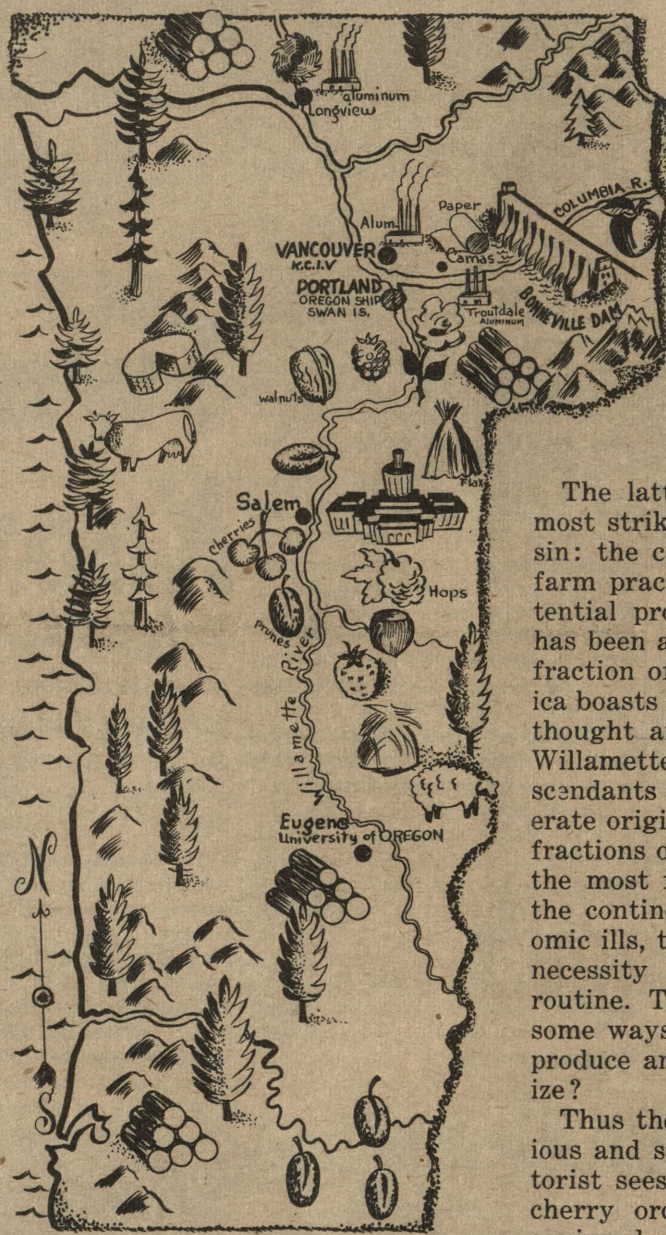 aluminum
Longview
COLUMBIA R.
Paper
Alum
VANCOUVER
K.C.I.V
Camas
PORTLAND
OREGON SHIP
SWAN IS.
Troutdale
ALUMINUM
BONNEVILLE DAM
walnuts
Flax
Salem
Cherries
Hops
Prunes
Willamette River
Eugene
University of OREGON
N
S
The latt
most strik
sin: the c
farm prac
tential pro
has been a
fraction of
ica boasts
thought a
Willamette
scendants
erate origi
fractions o
the most
the contin
omic ills, t
necessity
routine. T
some ways
produce an
ize?
Thus the
ious and s
torist sees
cherry orc